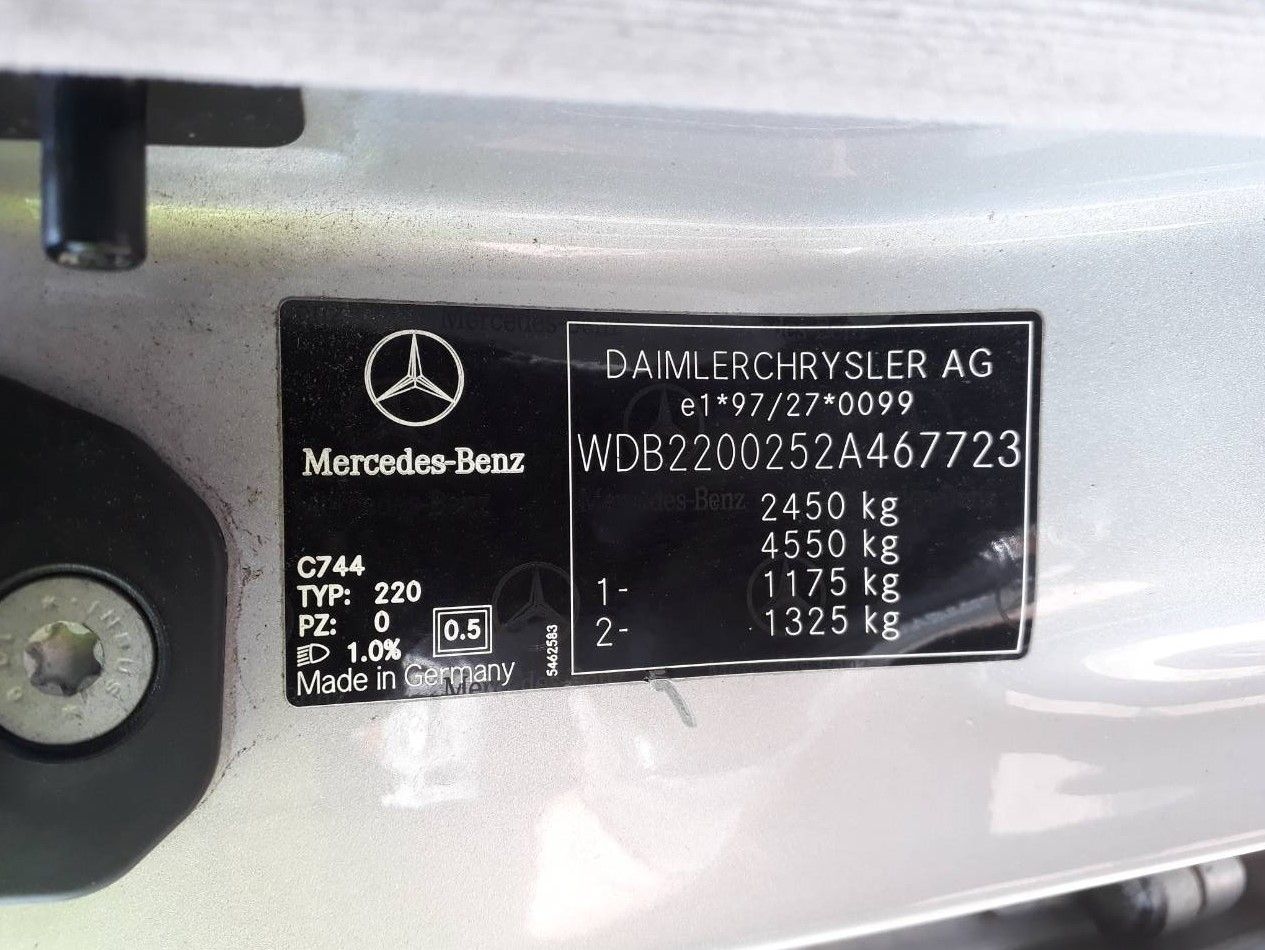 Mercedes-Benz
C744
TYP: 220
PZ: 0
1.0%
0.5
Made in Germany
5462583
DAIMLERCHRYSLER AG
e1*97/27*0099
WDB2200252A467723
2450 kg
4550 kg
1- 1175 kg
2- 1325 kg